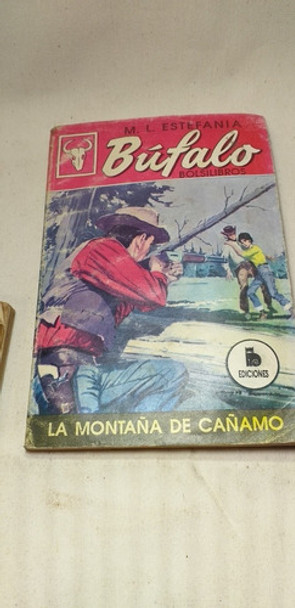 M. L. ESTEFANIA
Búfalo
BOLSILIBROS
EDICIONES
LA MONTAÑA DE CAÑAMO